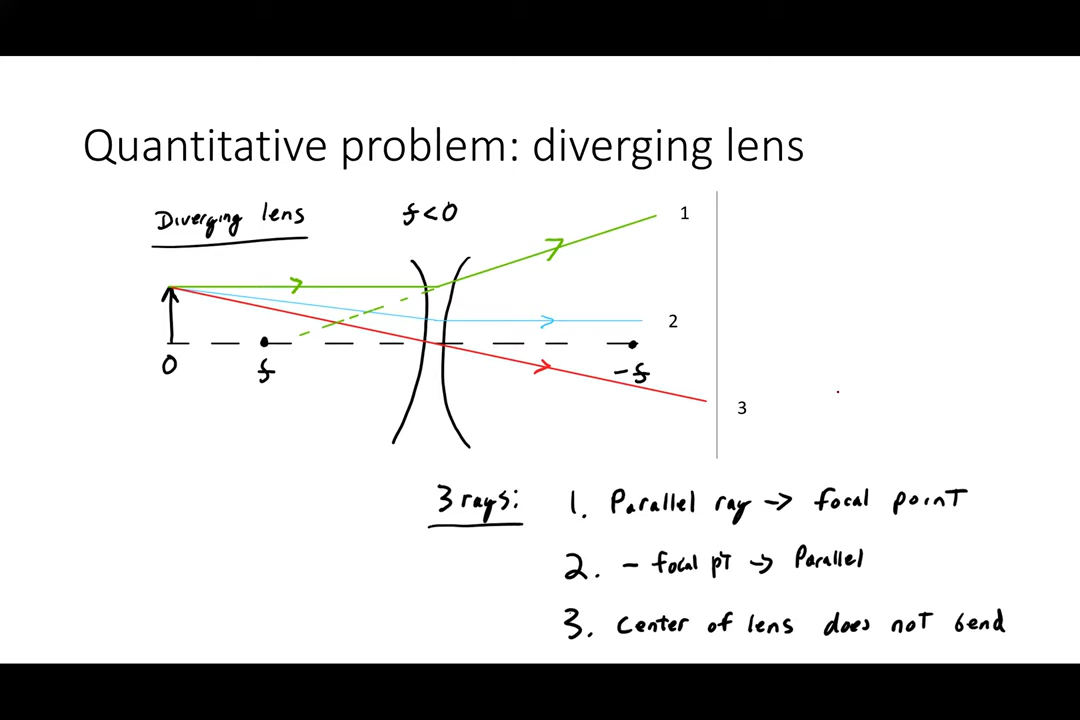 Quantitative problem: diverging lens
Diverging lens
f<0
1
2
3
O
f
-f
3 rays:
1. Parallel ray → focal point
2. - focal pt → Parallel
3. center of lens does not bend